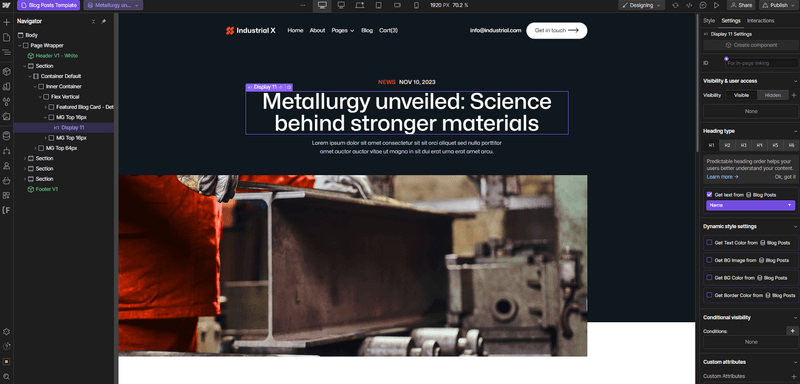 Blog Posts Template
Metallurgy un...
1920 PX 70.2 %
Designing
Share
Publish
Navigator
Body
Page Wrapper
Header V1 - White
Section
Container Default
Inner Container
Flex Vertical
Featured Blog Card - Det
MG Top 16px
H1 Display 11
MG Top 16px
MG Top 64px
Section
Section
Section
Footer V1
Industrial X
Home
About
Pages
Blog
Cart(3)
info@industrial.com
Get in touch
NEWS NOV 10, 2023
H1 Display 11
Metallurgy unveiled: Science
behind stronger materials
Lorem ipsum dolor sit amet consectetur sit sit orci aliquet sed nulla porttitor
amet auctor auctor vitae ut magna in sit dui erat urna erat amet arcu.
Style Settings Interactions
H1 Display 11 Settings
Create component
ID For in-page linking
Visibility & user access
Visibility Visible Hidden
None
Heading type
H1 H2 H3 H4 H5 H6
Predictable heading order helps your
users better understand your content.
Learn more → Ok, got it
Get text from Blog Posts
Name
Dynamic style settings
Get Text Color from Blog Posts
Get BG Image from Blog Posts
Get BG Color from Blog Posts
Get Border Color from Blog Posts
Conditional visibility
Conditions
None
Custom attributes
Custom Attributes